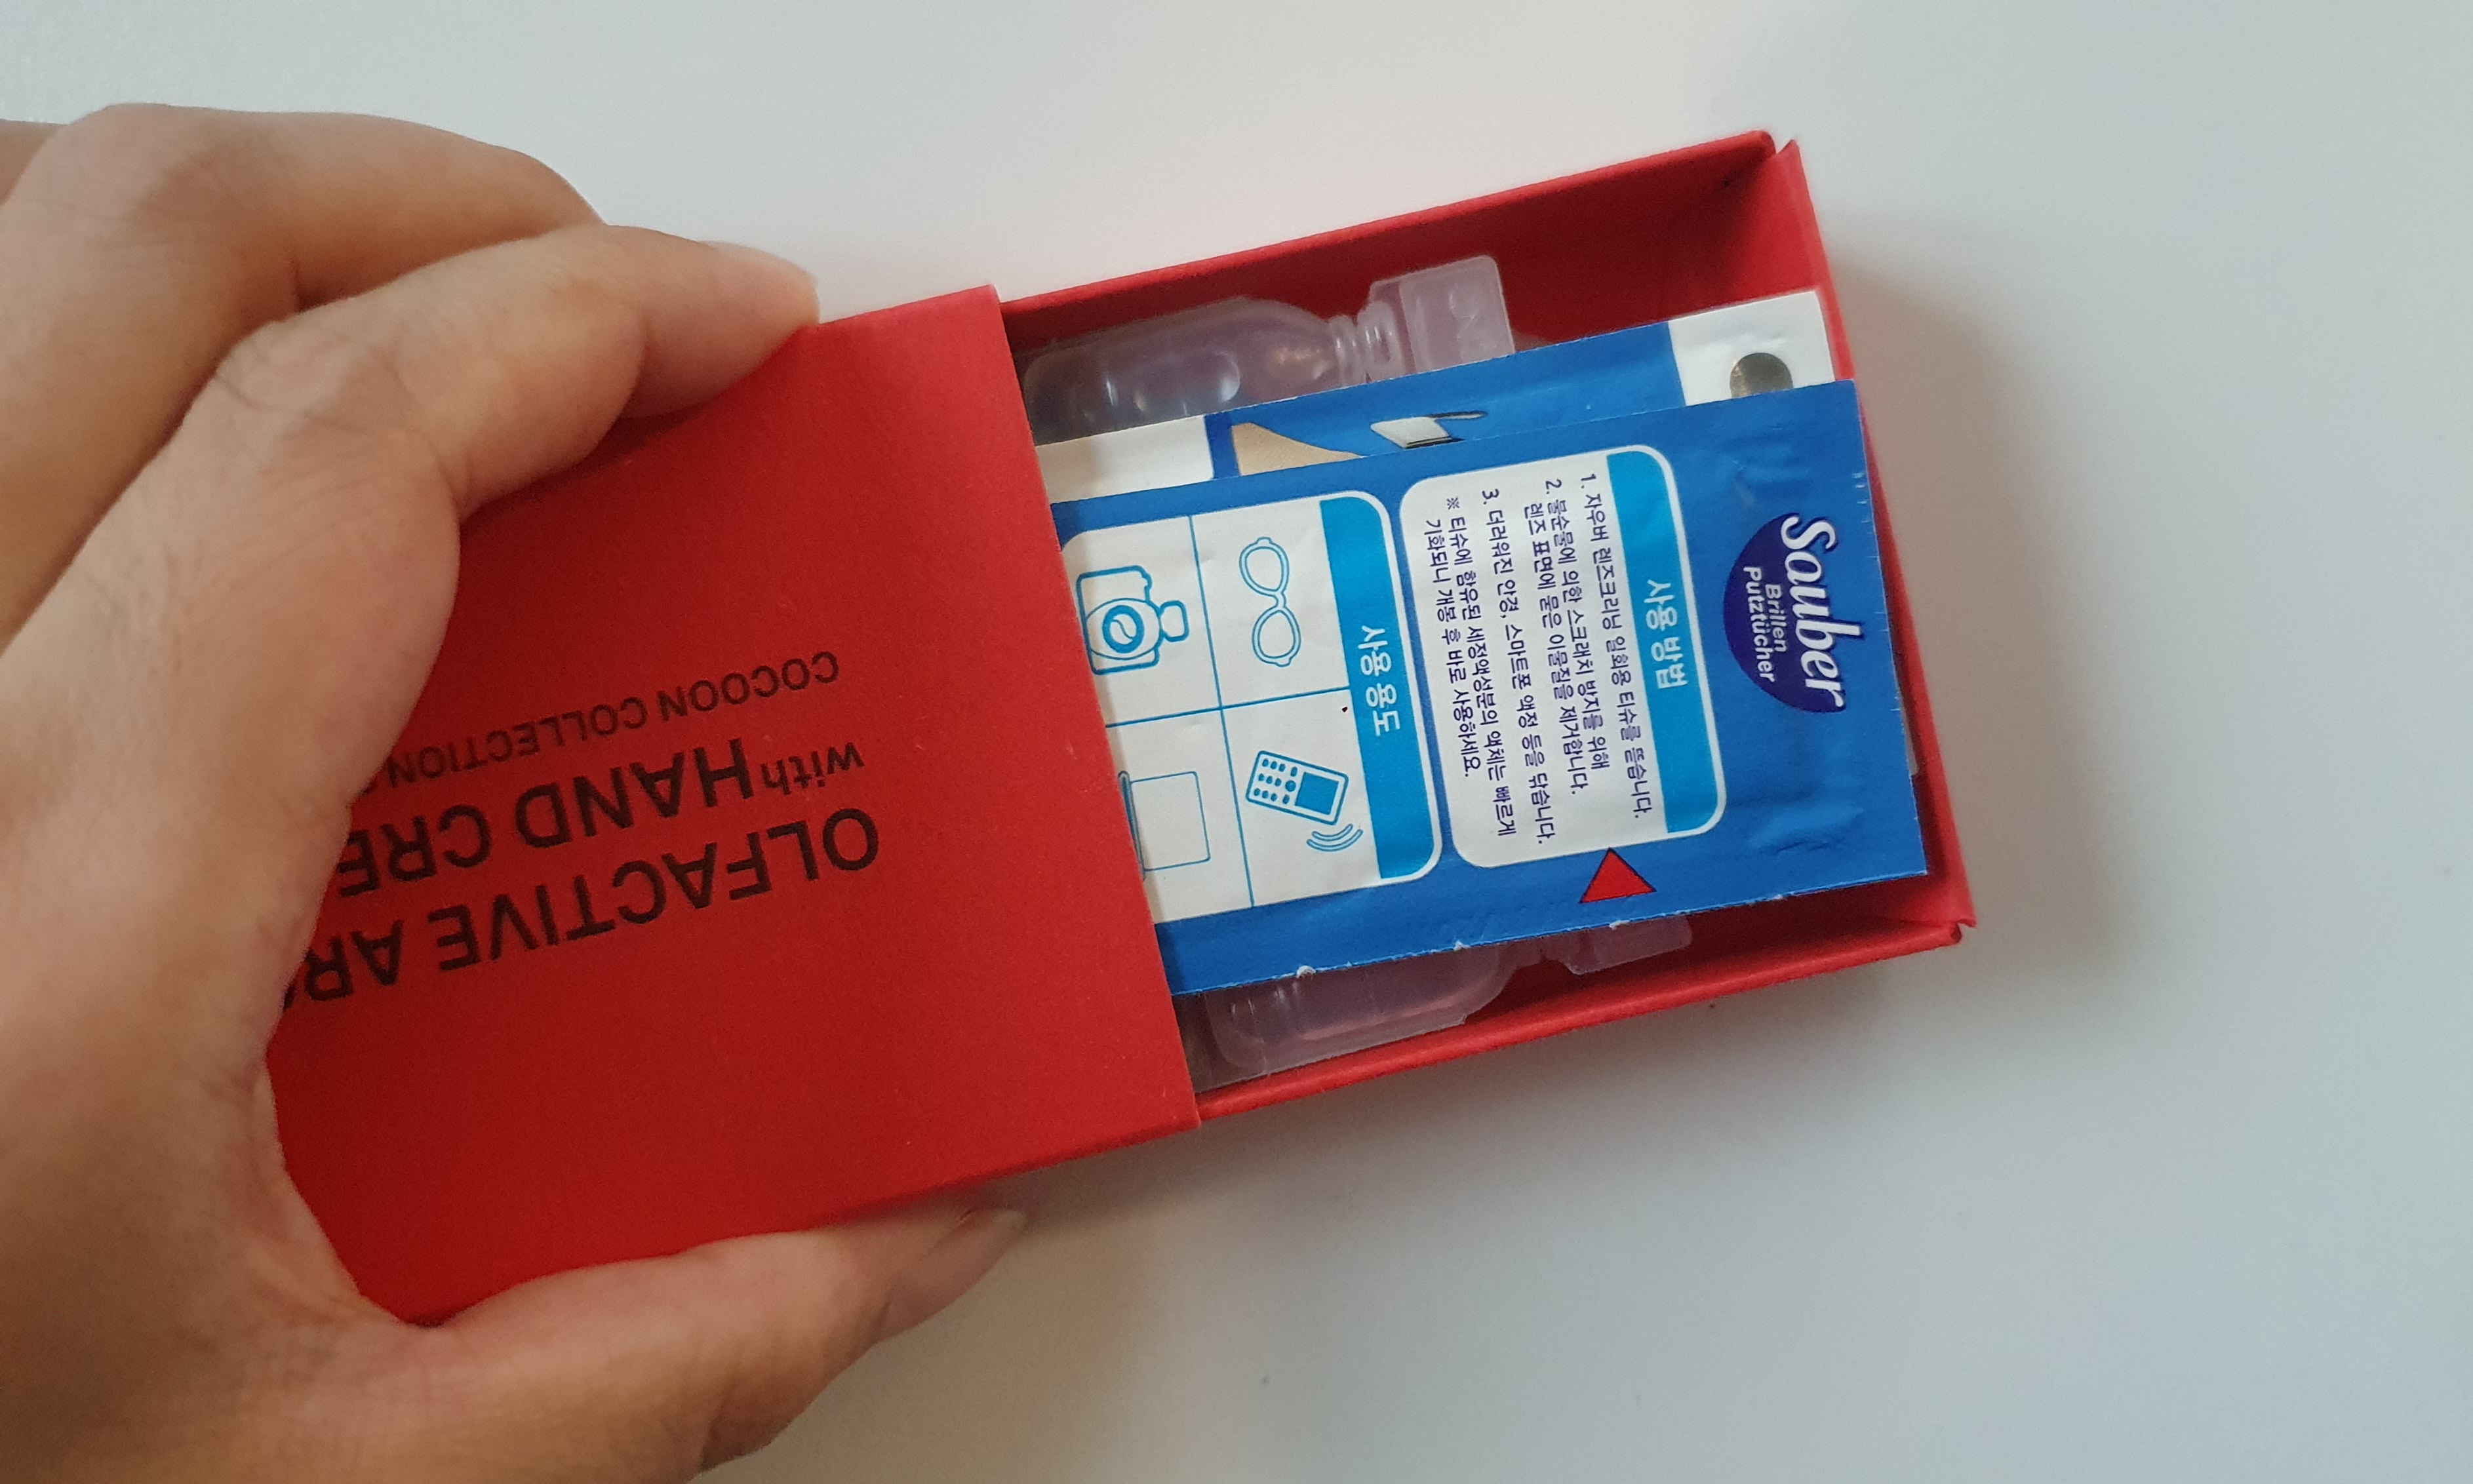 OLFACTIVE
with HAND CRE
COCOON COLLECTION
Sauber
Brillen
Putztücher
사용방법
1. 자우버 렌즈크리닝 일회용 티슈를 뜯습니다.
2. 불순물에 의한 스크래치 방지를 위해
렌즈 표면에 묻은 이물질을 제거합니다.
3. 더러워진 안경, 스마트폰 액정 등을 닦습니다.
※ 티슈에 함유된 세정액성분의 액체는 빠르게
기화되니 개봉 후 바로 사용하세요.
사용용도